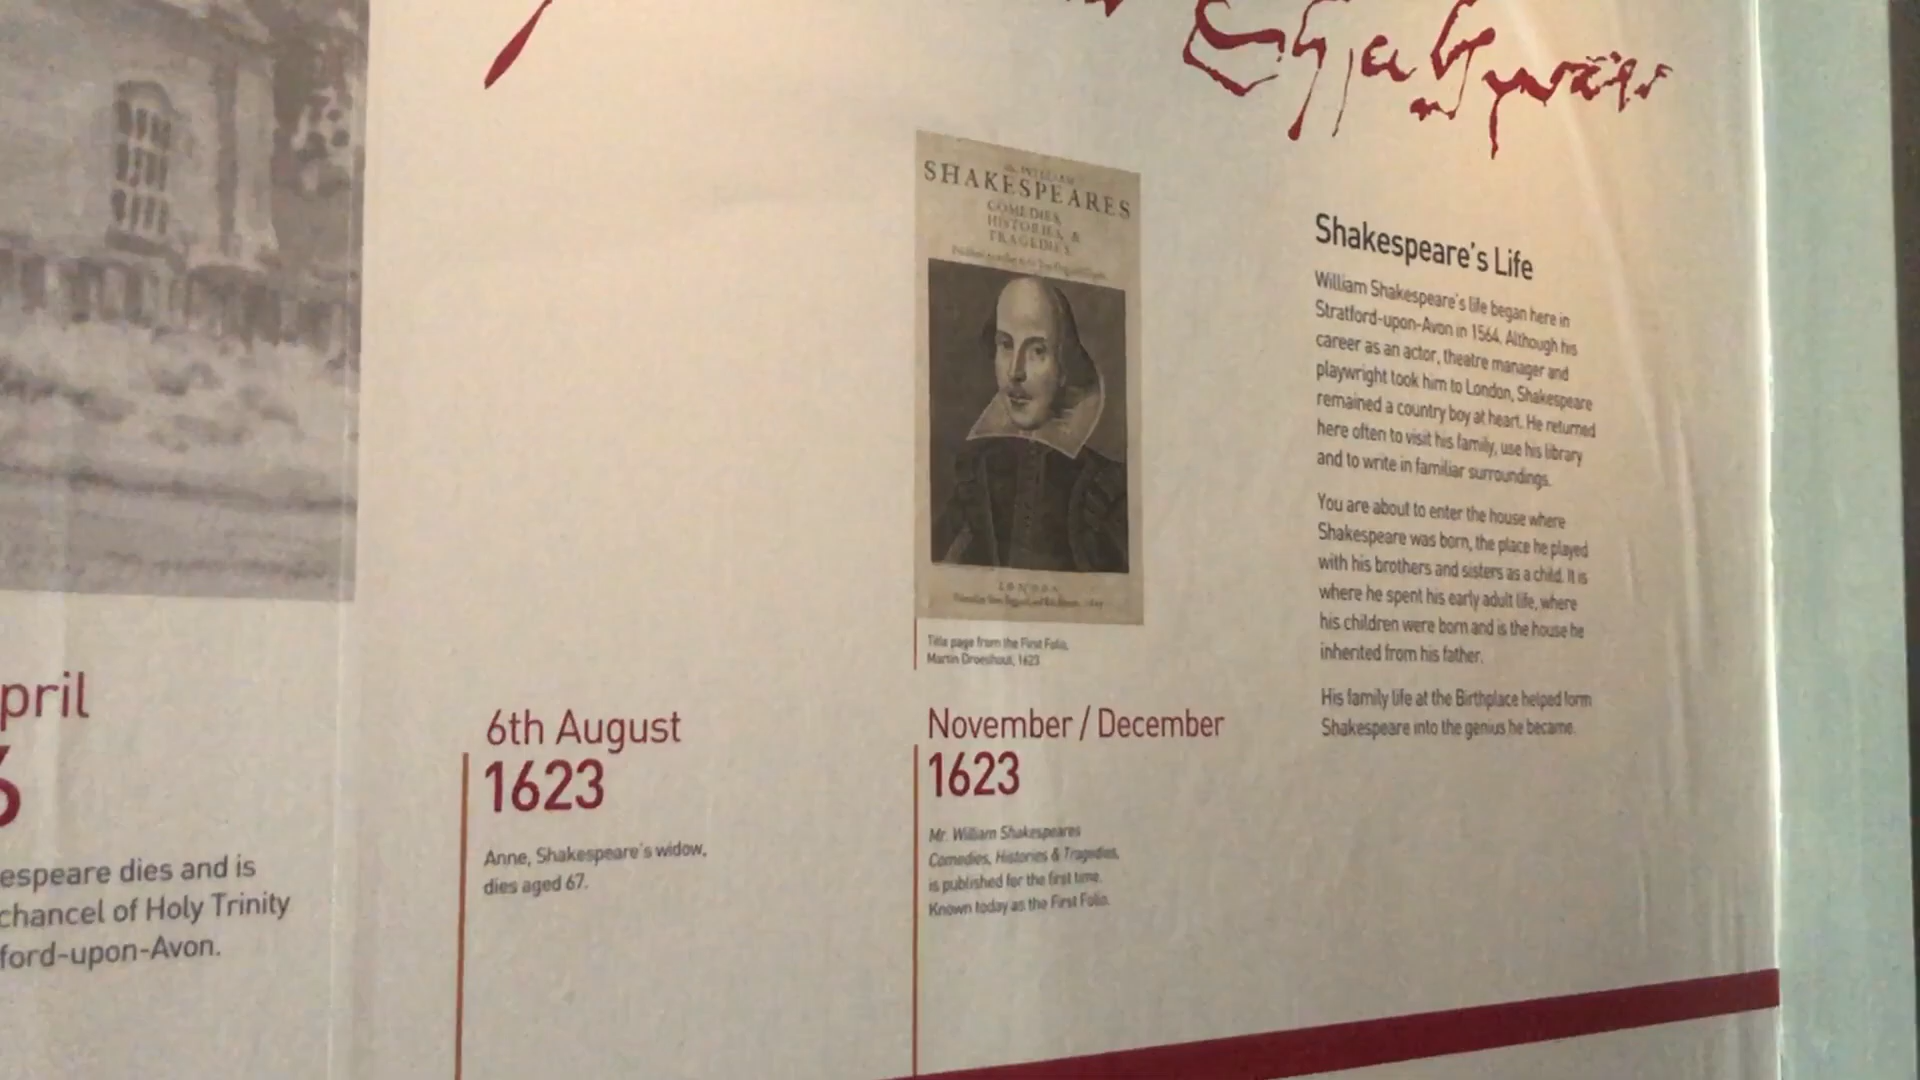 pril
6
espeare dies and is
chancel of Holy Trinity
ford-upon-Avon.
6th August
1623
Anne, Shakespeare's widow,
dies aged 67.
SHAKESPEARES
COMEDIES,
HISTORIES, &
TRAGEDIES.
LONDON
Title page from the First Folio,
Martin Droeshout, 1623
November / December
1623
Mr. William Shakespeares
Comedies, Histories & Tragedies,
is published for the first time.
Known today as the First Folio.
Shakespeare's Life
William Shakespeare's life began here in
Stratford-upon-Avon in 1564. Although his
career as an actor, theatre manager and
playwright took him to London, Shakespeare
remained a country boy at heart. He returned
here often to visit his family, use his library
and to write in familiar surroundings.
You are about to enter the house where
Shakespeare was born, the place he played
with his brothers and sisters as a child. It is
where he spent his early adult life, where
his children were born and is the house he
inherited from his father.
His family life at the Birthplace helped form
Shakespeare into the genius he became.